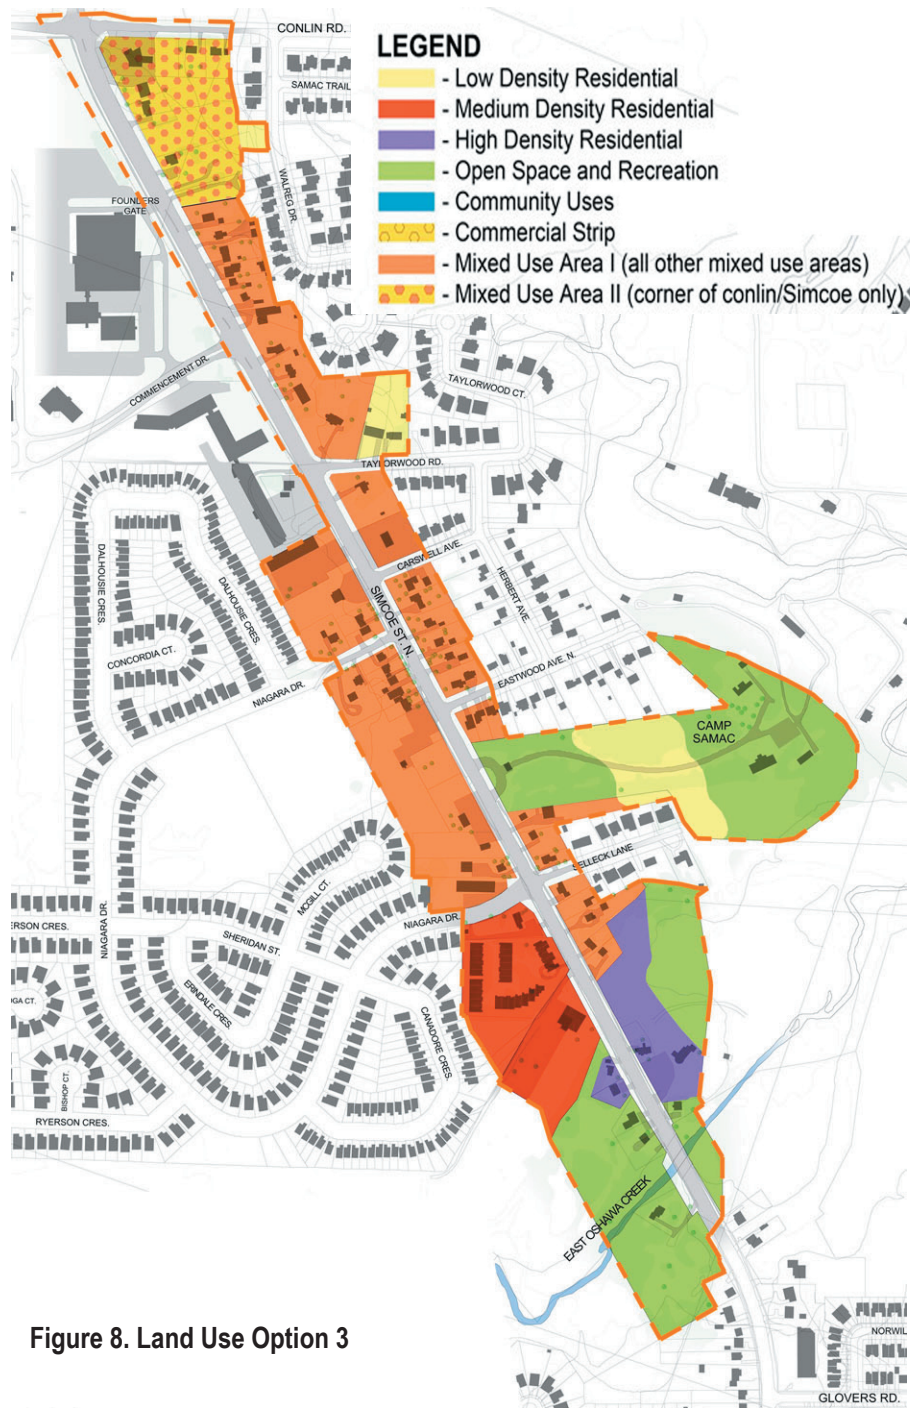 CONLIN RD.
LEGEND
- Low Density Residential
- Medium Density Residential
- High Density Residential
- Open Space and Recreation
- Community Uses
- Commercial Strip
- Mixed Use Area I (all other mixed use areas)
- Mixed Use Area II (corner of conlin/Simcoe only)
SAMAC TRAIL
WALREG DR.
FOUNDERS
GATE
COMMENCEMENT DR.
TAYLORWOOD CT.
TAYLORWOOD RD.
CARSWELL AVE.
HERBERT AVE.
DALHOUSIE CRES.
DALHOUSIE CRES.
SIMCOE ST. N.
CONCORDIA CT.
NIAGARA DR.
EASTWOOD AVE. N.
CAMP
SAMAC
SELLECK LANE
MCGILL CT.
NIAGARA DR.
NIAGARA DR.
ERSON CRES.
SHERIDAN ST.
ERINDALE CRES.
OGA CT.
CANADORE CRES.
BISHOP CT.
RYERSON CRES.
EAST OSHAWA CREEK
Figure 8. Land Use Option 3
NORWIL
GLOVERS RD.